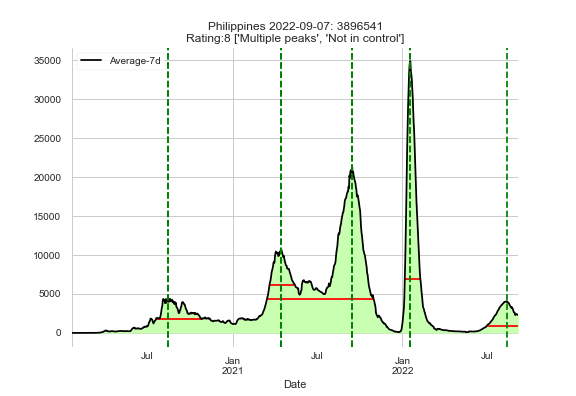 Philippines 2022-09-07: 3896541
Rating:8 ['Multiple peaks', 'Not in control']
Average-7d
35000
30000
25000
20000
15000
10000
5000
0
Jul
Jan
2021
Jul
Jan
2022
Jul
Date